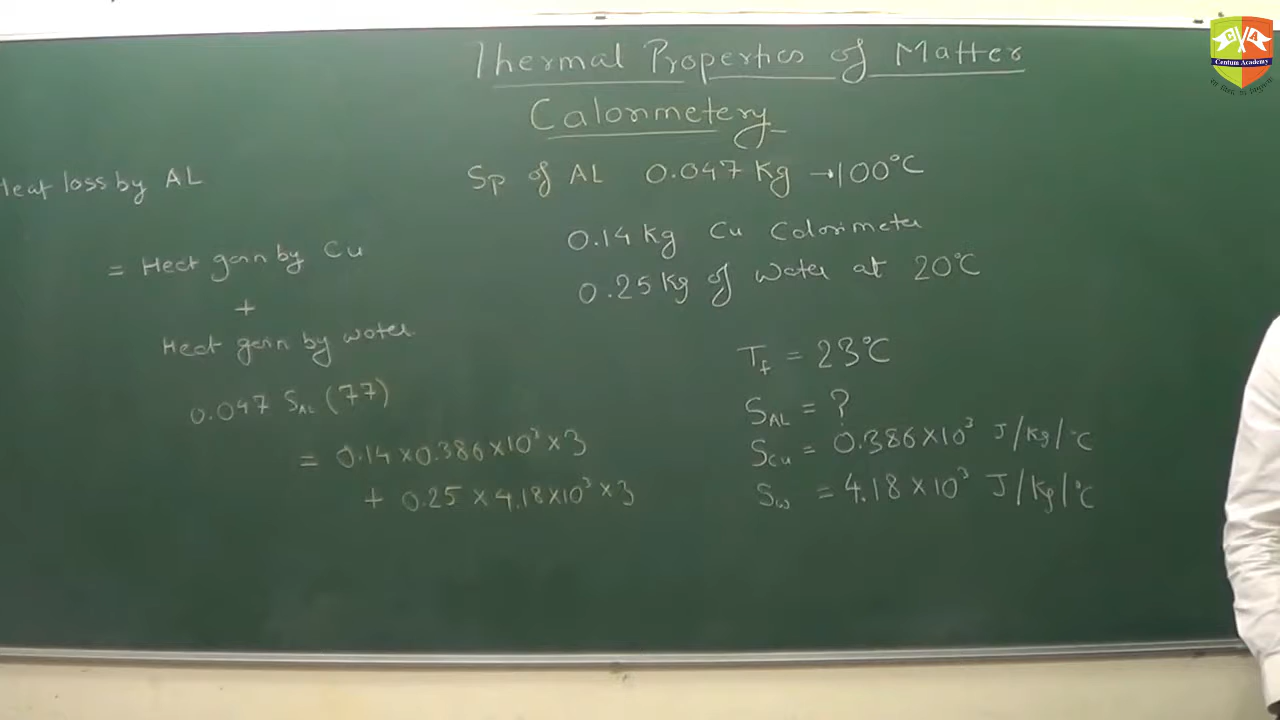 Thermal Properties of Matter
Calorimetery
Sp of AL 0.047 Kg → 100°C
0.14 Kg Cu Calorimeter
0.25 Kg of Water at 20°C
T_f = 23°C
S_AL = ?
S_Cu = 0.386 × 10³ J/Kg/°C
S_w = 4.18 × 10³ J/Kg/°C
Heat loss by AL
= Heat gain by Cu
+
Heat gain by water
0.047 S_AL (77)
= 0.14 × 0.386 × 10³ × 3
+ 0.25 × 4.18 × 10³ × 3
C A
Centum Academy